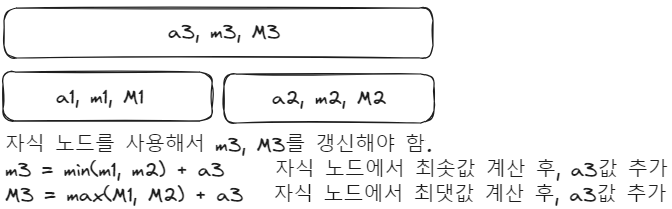 a3, m3, M3
a1, m1, M1
a2, m2, M2
자식 노드를 사용해서 m3, M3를 갱신해야 함.
m3 = min(m1, m2) + a3 자식 노드에서 최솟값 계산 후, a3값 추가
M3 = max(M1, M2) + a3 자식 노드에서 최댓값 계산 후, a3값 추가